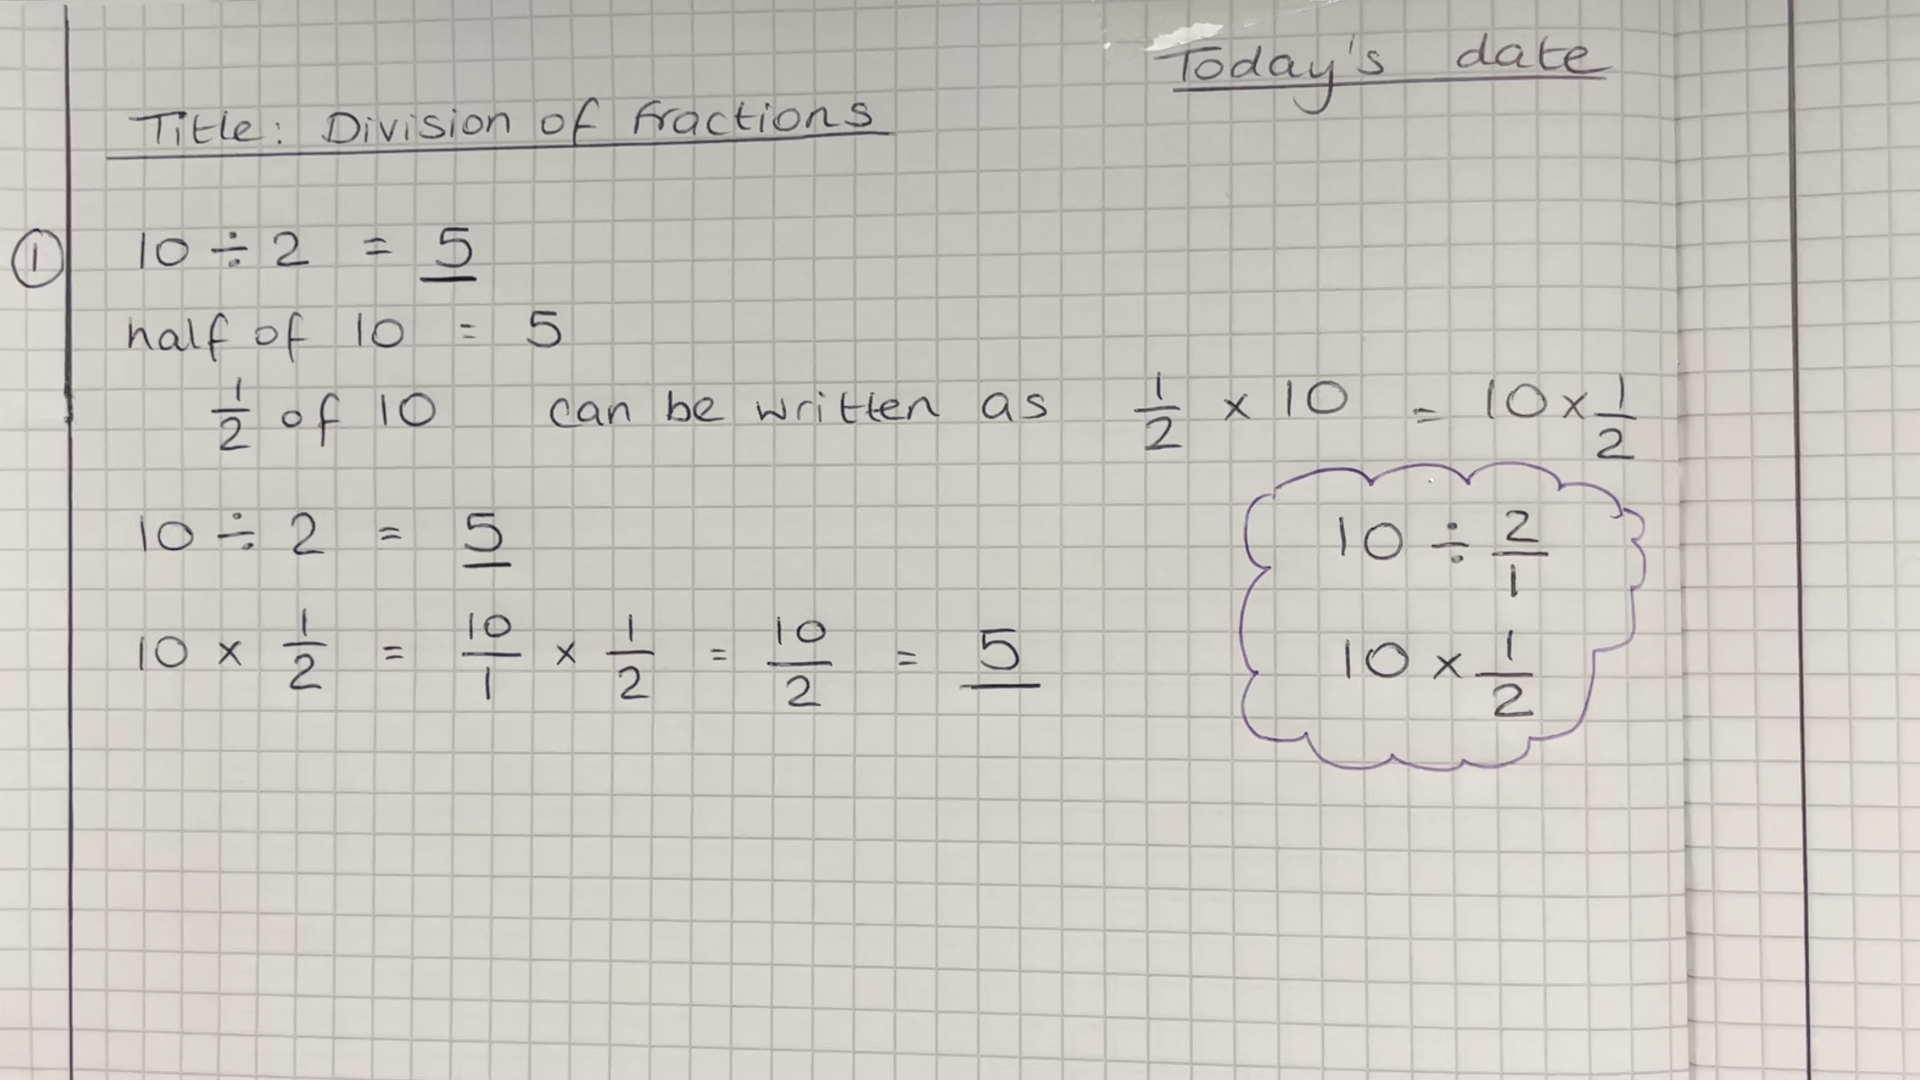 Today's date
Title: Division of fractions
① 10 ÷ 2 = 5
half of 10 = 5
1/2 of 10 can be written as 1/2 × 10 = 10 × 1/2
10 ÷ 2 = 5
10 ÷ 2/1
10 × 1/2 = 10/1 × 1/2 = 10/2 = 5
10 × 1/2